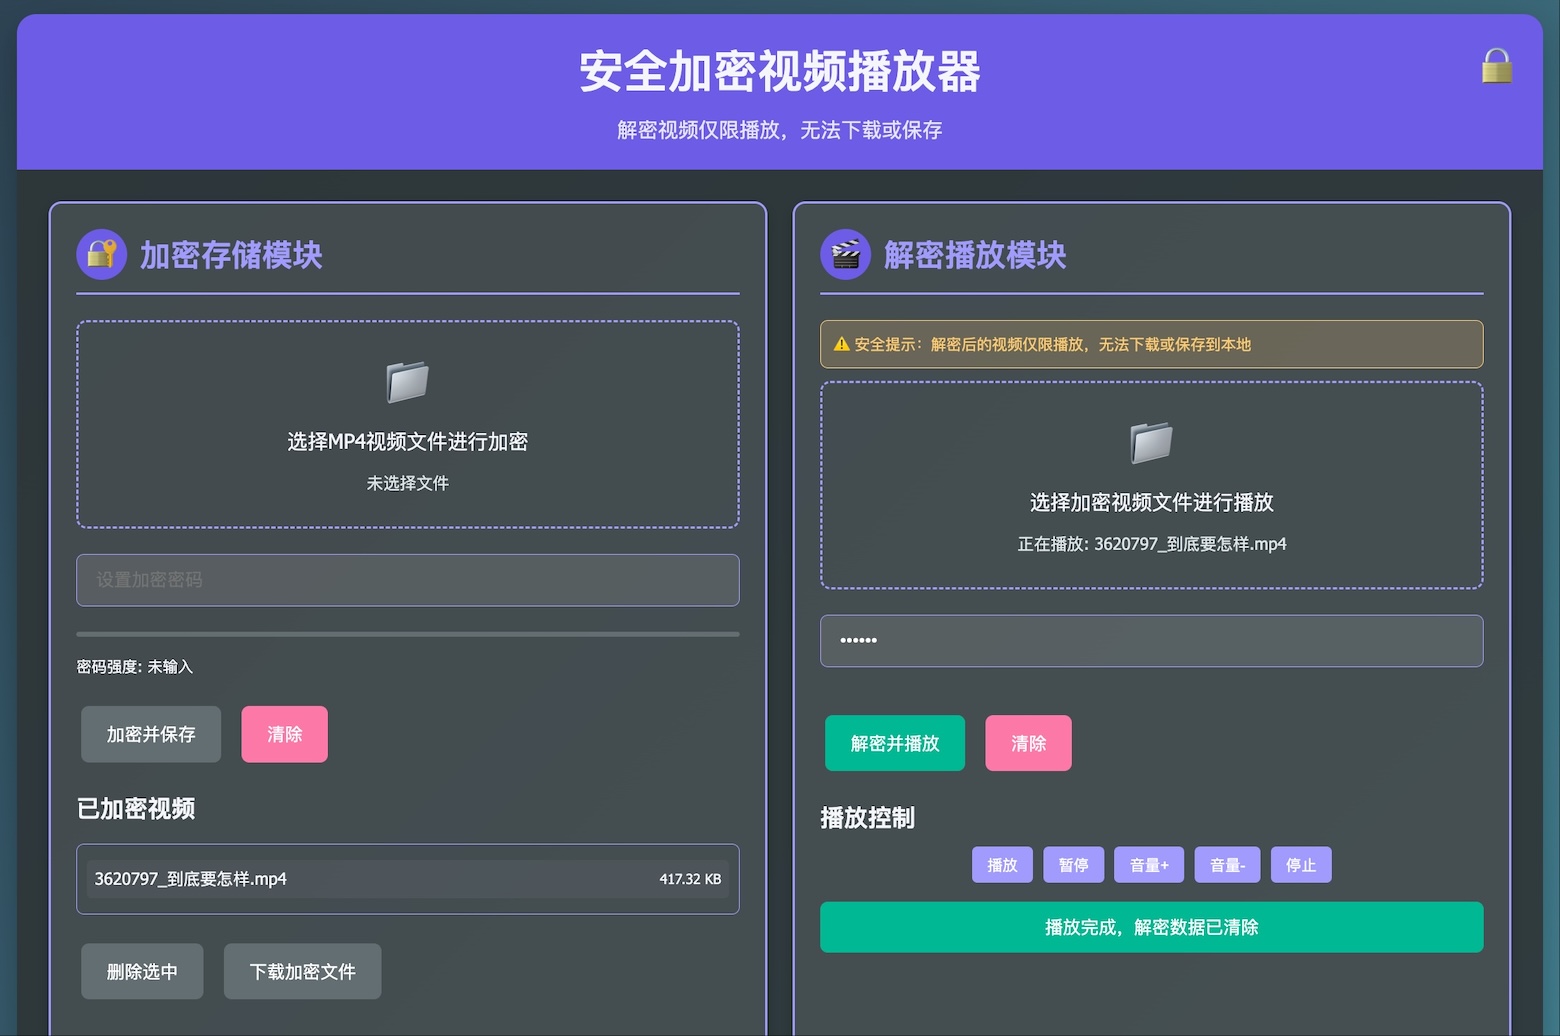 安全加密视频播放器
解密视频仅限播放，无法下载或保存
加密存储模块
选择MP4视频文件进行加密
未选择文件
设置加密密码
密码强度: 未输入
加密并保存
清除
已加密视频
3620797_到底要怎样.mp4
417.32 KB
删除选中
下载加密文件
解密播放模块
安全提示：解密后的视频仅限播放，无法下载或保存到本地
选择加密视频文件进行播放
正在播放: 3620797_到底要怎样.mp4
••••••
解密并播放
清除
播放控制
播放
暂停
音量+
音量-
停止
播放完成，解密数据已清除